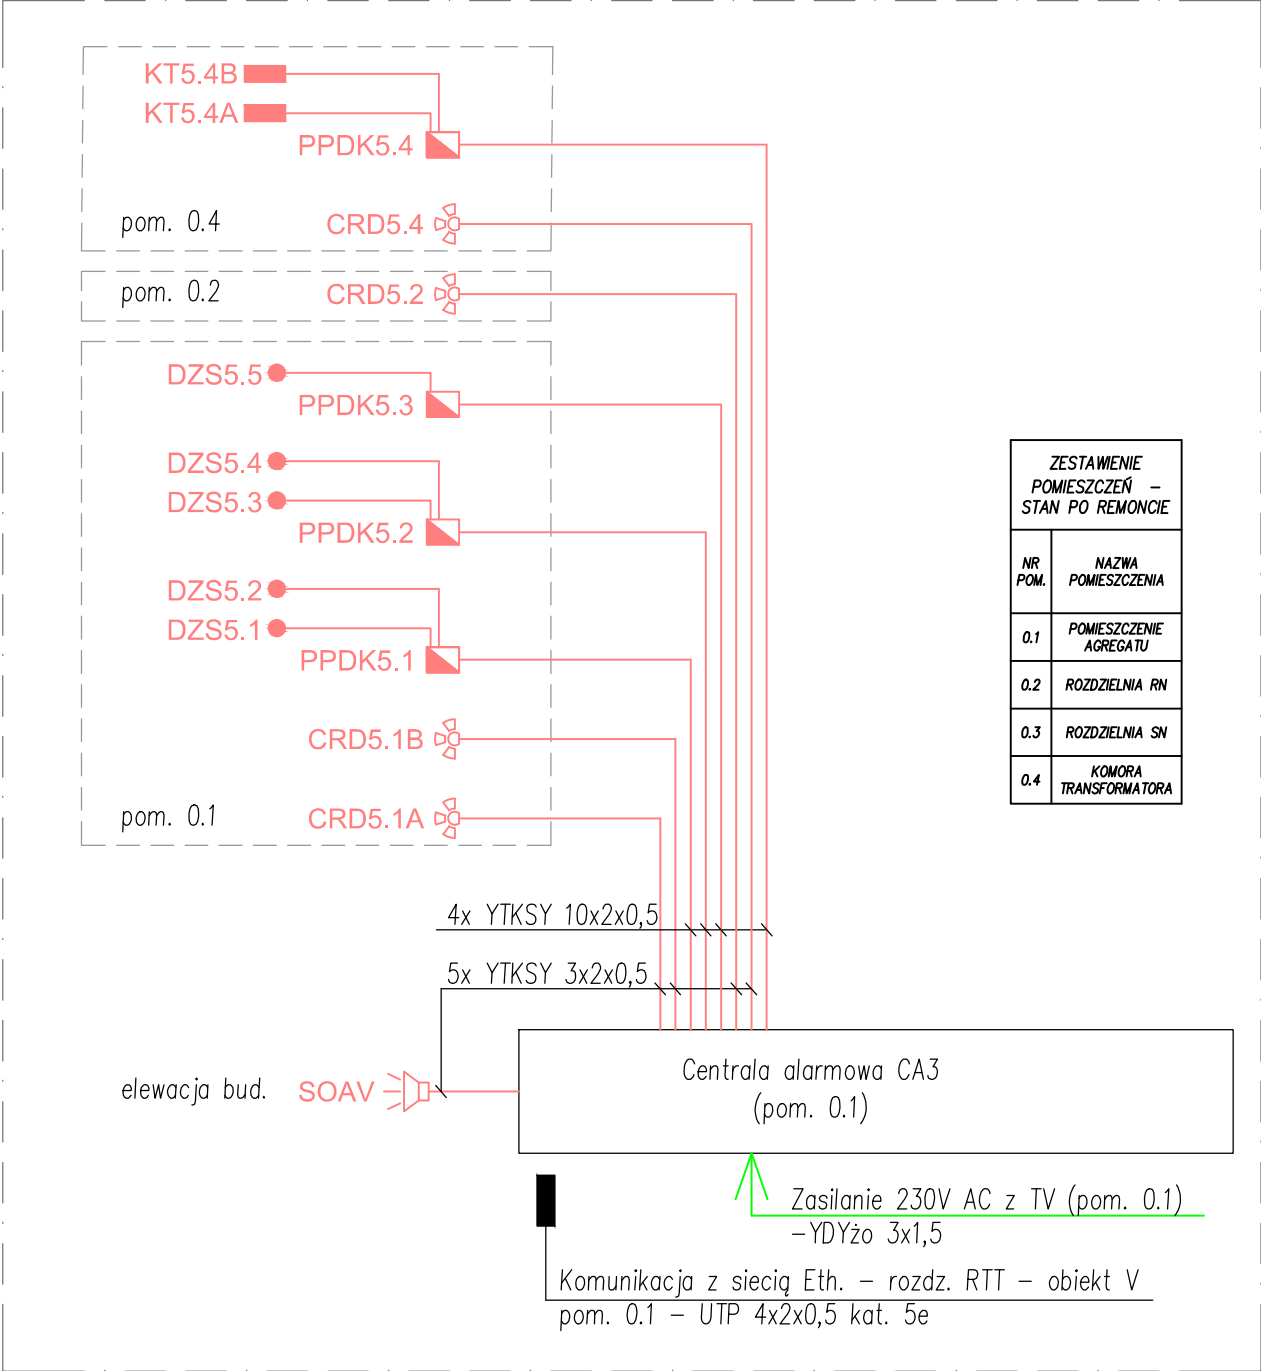 KT5.4B
KT5.4A
PPDK5.4
pom. 0.4
CRD5.4
pom. 0.2
CRD5.2
DZS5.5
PPDK5.3
DZS5.4
DZS5.3
PPDK5.2
DZS5.2
DZS5.1
PPDK5.1
CRD5.1B
pom. 0.1
CRD5.1A
ZESTAWIENIE
POMIESZCZEŃ –
STAN PO REMONCIE
NR
POM.
NAZWA
POMIESZCZENIA
0.1
POMIESZCZENIE
AGREGATU
0.2
ROZDZIELNIA RN
0.3
ROZDZIELNIA SN
0.4
KOMORA
TRANSFORMATORA
4x YTKSY 10x2x0,5
5x YTKSY 3x2x0,5
elewacja bud.
SOAV
Centrala alarmowa CA3
(pom. 0.1)
Zasilanie 230V AC z TV (pom. 0.1)
–YDYżo 3x1,5
Komunikacja z siecią Eth. – rozdz. RTT – obiekt V
pom. 0.1 – UTP 4x2x0,5 kat. 5e